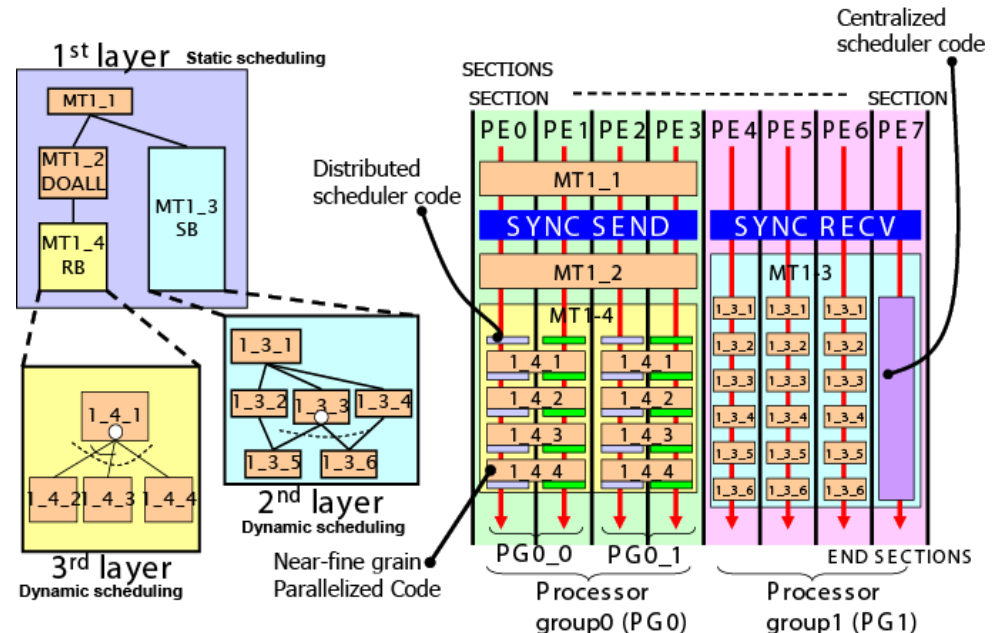 1st layer Static scheduling
MT1_1
MT1_2
DOALL
MT1_3
SB
MT1_4
RB
1_3_1
1_3_2
1_3_3
1_3_4
1_3_5
1_3_6
2nd layer
Dynamic scheduling
1_4_1
1_4_2
1_4_3
1_4_4
3rd layer
Dynamic scheduling
Distributed
scheduler code
Near-fine grain
Parallelized Code
Centralized
scheduler code
SECTIONS
SECTION
SECTION
PE0 PE1 PE2 PE3 PE4 PE5 PE6 PE7
MT1_1
SYNC SEND
SYNC RECV
MT1_2
MT1-3
MT1-4
1_4_1 1_4_1
1_4_2 1_4_2
1_4_3 1_4_3
1_4_4 1_4_4
1_3_1 1_3_1 1_3_1
1_3_2 1_3_2 1_3_2
1_3_3 1_3_3 1_3_3
1_3_4 1_3_4 1_3_4
1_3_5 1_3_5 1_3_5
1_3_6 1_3_6 1_3_6
PG0_0 PG0_1
END SECTIONS
Processor
group0 (PG0)
Processor
group1 (PG1)